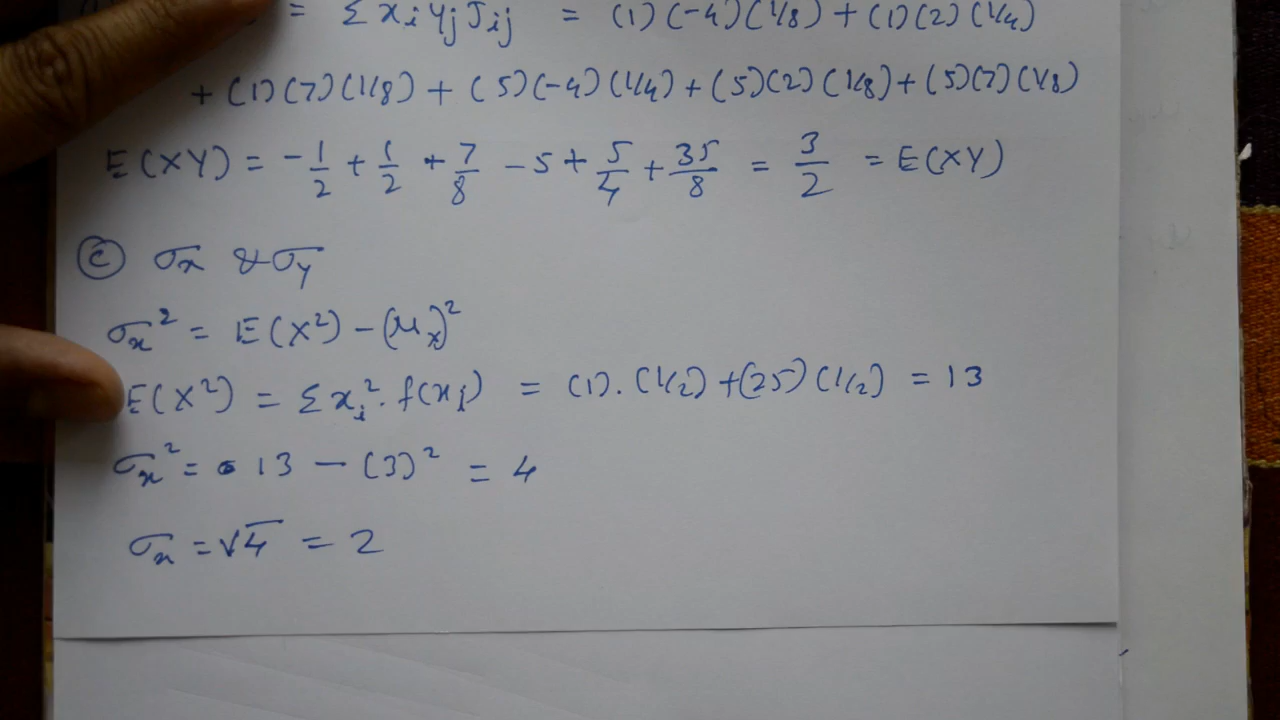 = Σ xᵢ yⱼ Jᵢⱼ = (1)(-4)(1/8) + (1)(2)(1/4)
+ (1)(7)(1/8) + (5)(-4)(1/4) + (5)(2)(1/8) + (5)(7)(1/8)
E(XY) = -1/2 + 1/2 + 7/8 - 5 + 5/4 + 35/8 = 3/2 = E(XY)
ⓒ σx & σy
σx² = E(X²) - (μx)²
E(X²) = Σ xᵢ². f(xᵢ) = (1).(1/2) + (25)(1/2) = 13
σx² = 13 - (3)² = 4
σx = √4 = 2